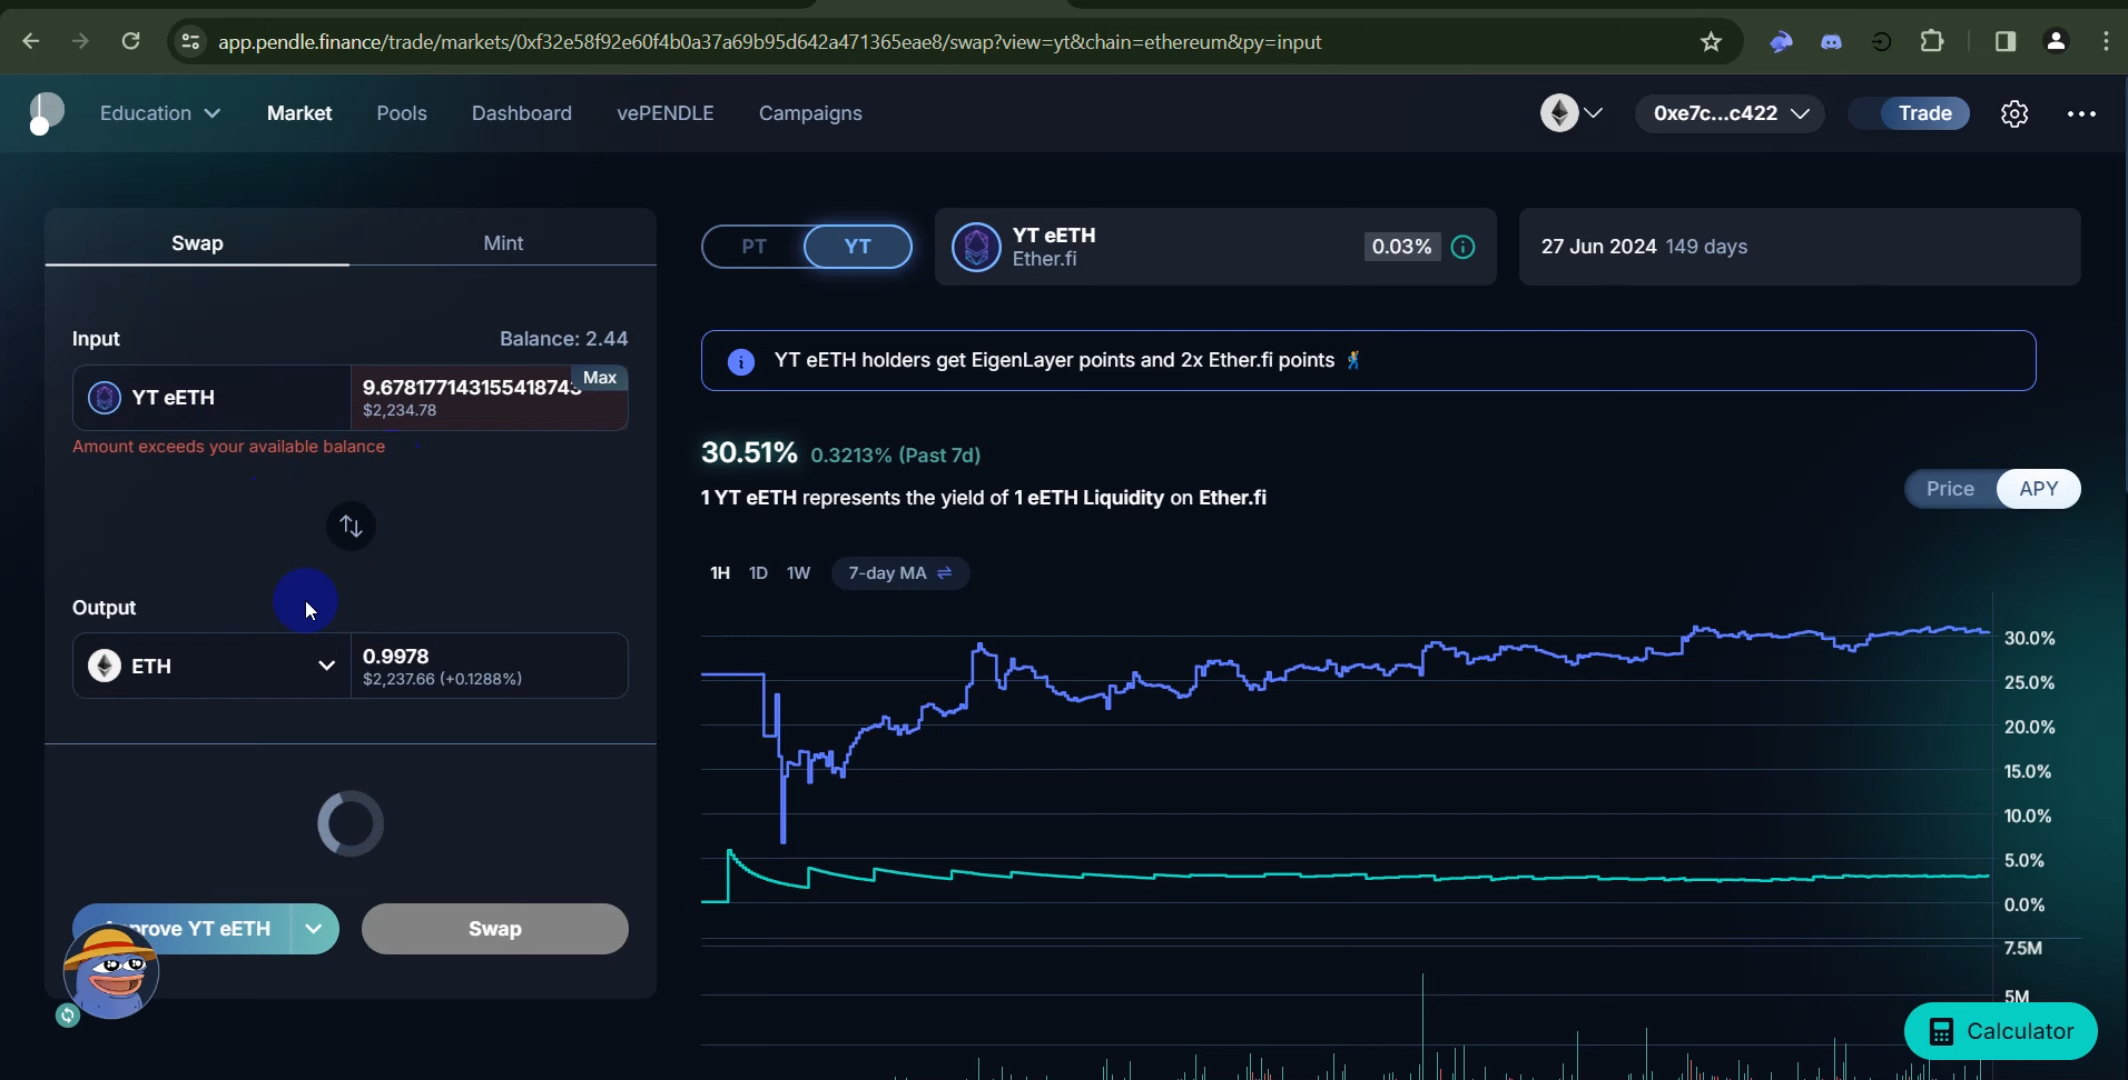 app.pendle.finance/trade/markets/0xf32e58f92e60f4b0a37a69b95d642a471365eae8/swap?view=yt&chain=ethereum&py=input
Education Market Pools Dashboard vePENDLE Campaigns 0xe7c...c422 Trade
Swap Mint
PT YT
YT eETH
Ether.fi
0.03%
27 Jun 2024 149 days
Input Balance: 2.44
YT eETH
9.678177143155418743
Max
$2,234.78
Amount exceeds your available balance
YT eETH holders get EigenLayer points and 2x Ether.fi points
30.51% 0.3213% (Past 7d)
1 YT eETH represents the yield of 1 eETH Liquidity on Ether.fi
Price APY
1H 1D 1W 7-day MA
Output
ETH
0.9978
$2,237.66 (+0.1288%)
30.0%
25.0%
20.0%
15.0%
10.0%
5.0%
0.0%
7.5M
5M
YT eETH
Swap
Calculator